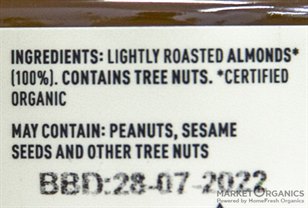 INGREDIENTS: LIGHTLY ROASTED ALMONDS*
(100%). CONTAINS TREE NUTS. *CERTIFIED
ORGANIC
MAY CONTAIN: PEANUTS, SESAME
SEEDS AND OTHER TREE NUTS
BBD:28-07-2022
MARKET ORGANICS
Powered by HomeFresh Organics